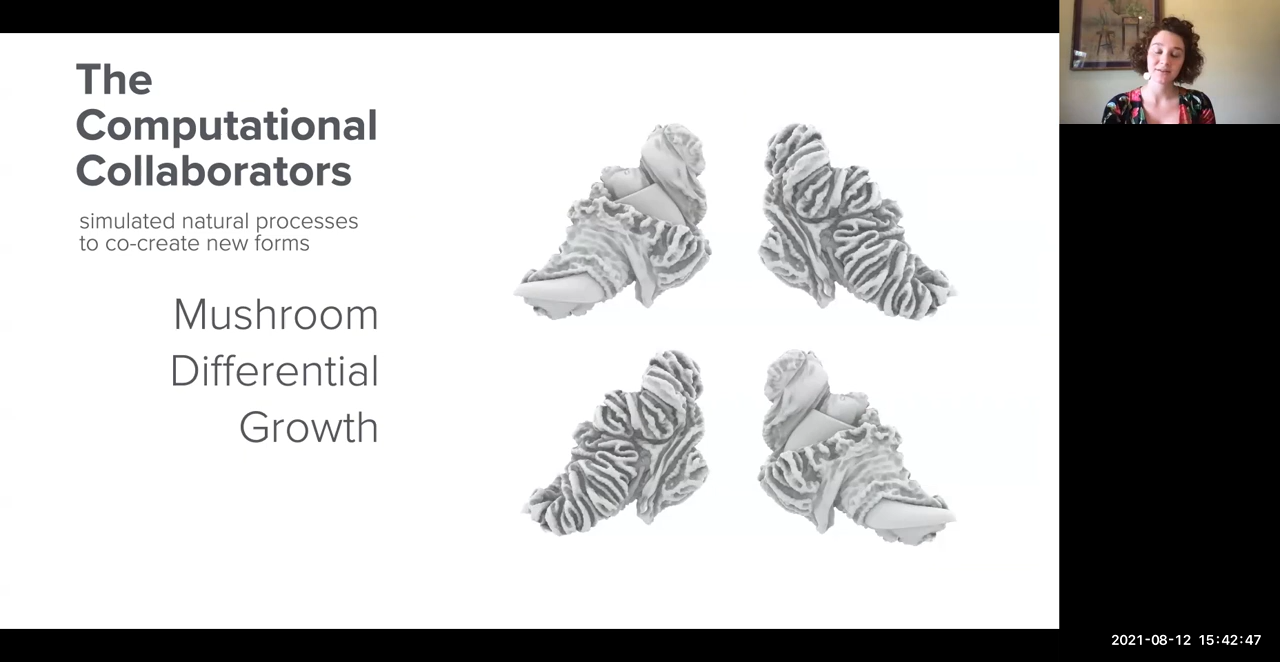 The
Computational
Collaborators
simulated natural processes
to co-create new forms
Mushroom
Differential
Growth
2021-08-12 15:42:47